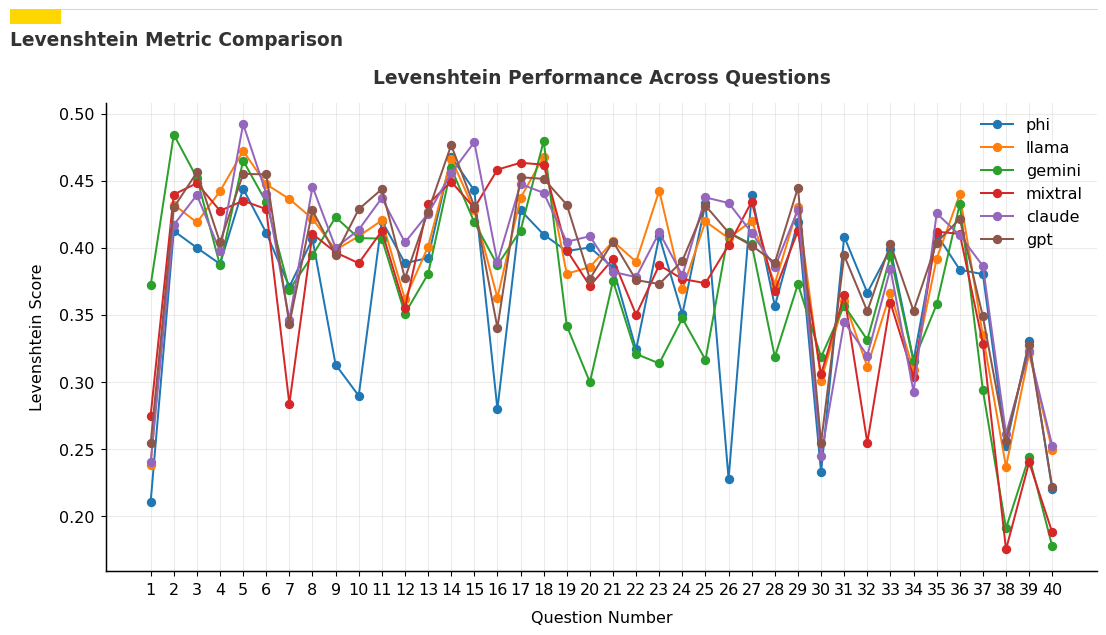 Levenshtein Metric Comparison
Levenshtein Performance Across Questions
0.50
0.45
0.40
0.35
0.30
0.25
0.20
Levenshtein Score
phi
llama
gemini
mixtral
claude
gpt
1 2 3 4 5 6 7 8 9 10 11 12 13 14 15 16 17 18 19 20 21 22 23 24 25 26 27 28 29 30 31 32 33 34 35 36 37 38 39 40
Question Number